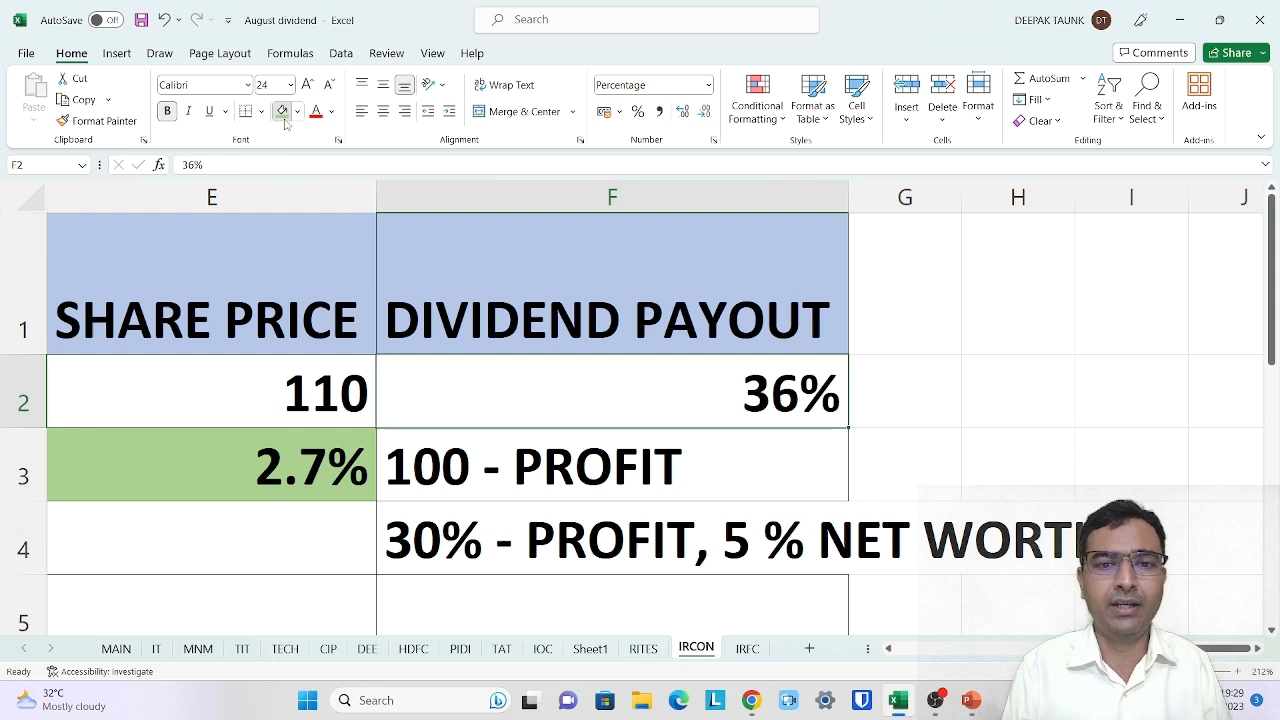 AutoSave Off August dividend - Excel Search DEEPAK TAUNK DT
File Home Insert Draw Page Layout Formulas Data Review View Help Comments Share
Paste Cut Copy Format Painter Clipboard
Calibri 24 B I U A Font
Wrap Text Merge & Center Alignment
Percentage % Number
Conditional Formatting Format as Table Cell Styles Styles
Insert Delete Format Cells
AutoSum Fill Clear Sort & Filter Find & Select Editing
Add-ins Add-ins
F2 fx 36%
E F G H I J
1 SHARE PRICE DIVIDEND PAYOUT
2 110 36%
3 2.7% 100 - PROFIT
4 30% - PROFIT, 5 % NET WORT
5
MAIN IT MNM TIT TECH CIP DEE HDFC PIDI TAT IOC Sheet1 RITES IRCON IRFC
Ready Accessibility: Investigate 212%
32°C
Mostly cloudy
Search
19:29
2023
3